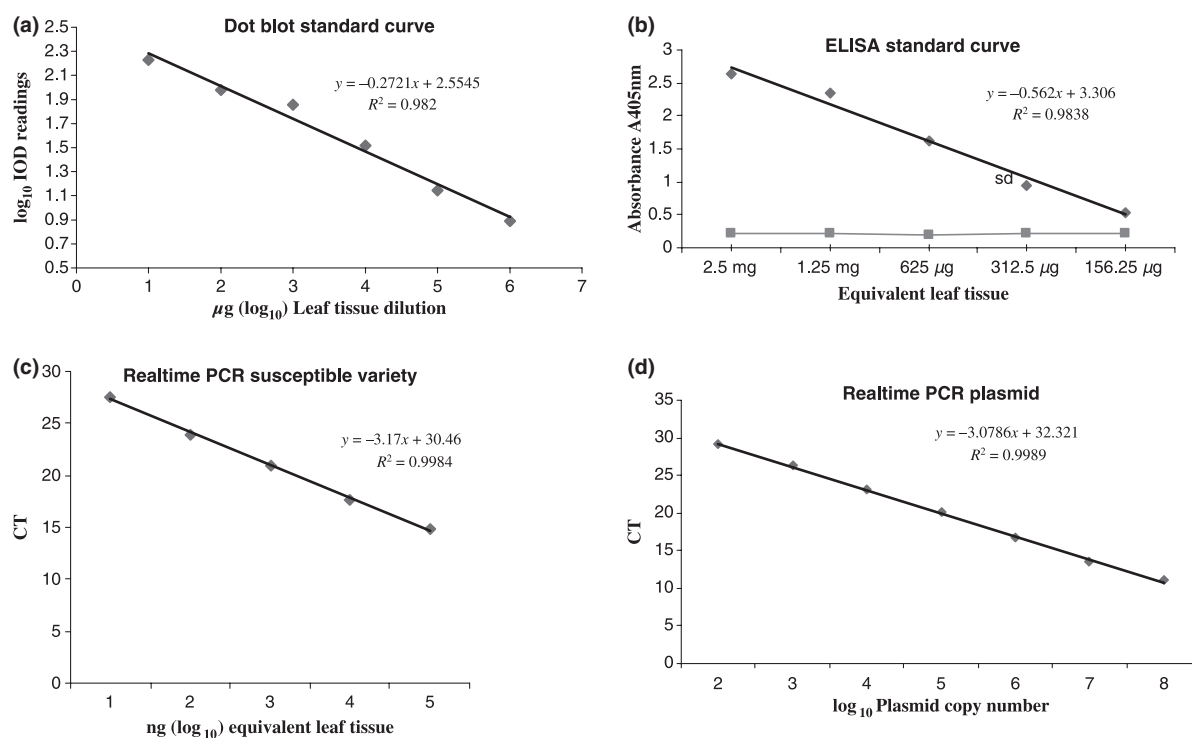 (a)
Dot blot standard curve
2.5
2.3
2.1
1.9
1.7
1.5
1.3
1.1
0.9
0.7
0.5
log10 IOD readings
y = –0.2721x + 2.5545
R2 = 0.982
0 1 2 3 4 5 6 7
µg (log10) Leaf tissue dilution
(b)
ELISA standard curve
3
2.5
2
1.5
1
0.5
0
Absorbance A405nm
y = –0.562x + 3.306
R2 = 0.9838
sd
2.5 mg 1.25 mg 625 µg 312.5 µg 156.25 µg
Equivalent leaf tissue
(c)
Realtime PCR susceptible variety
30
25
20
15
10
5
0
CT
y = –3.17x + 30.46
R2 = 0.9984
1 2 3 4 5
ng (log10) equivalent leaf tissue
(d)
Realtime PCR plasmid
35
30
25
20
15
10
5
0
CT
y = –3.0786x + 32.321
R2 = 0.9989
2 3 4 5 6 7 8
log10 Plasmid copy number